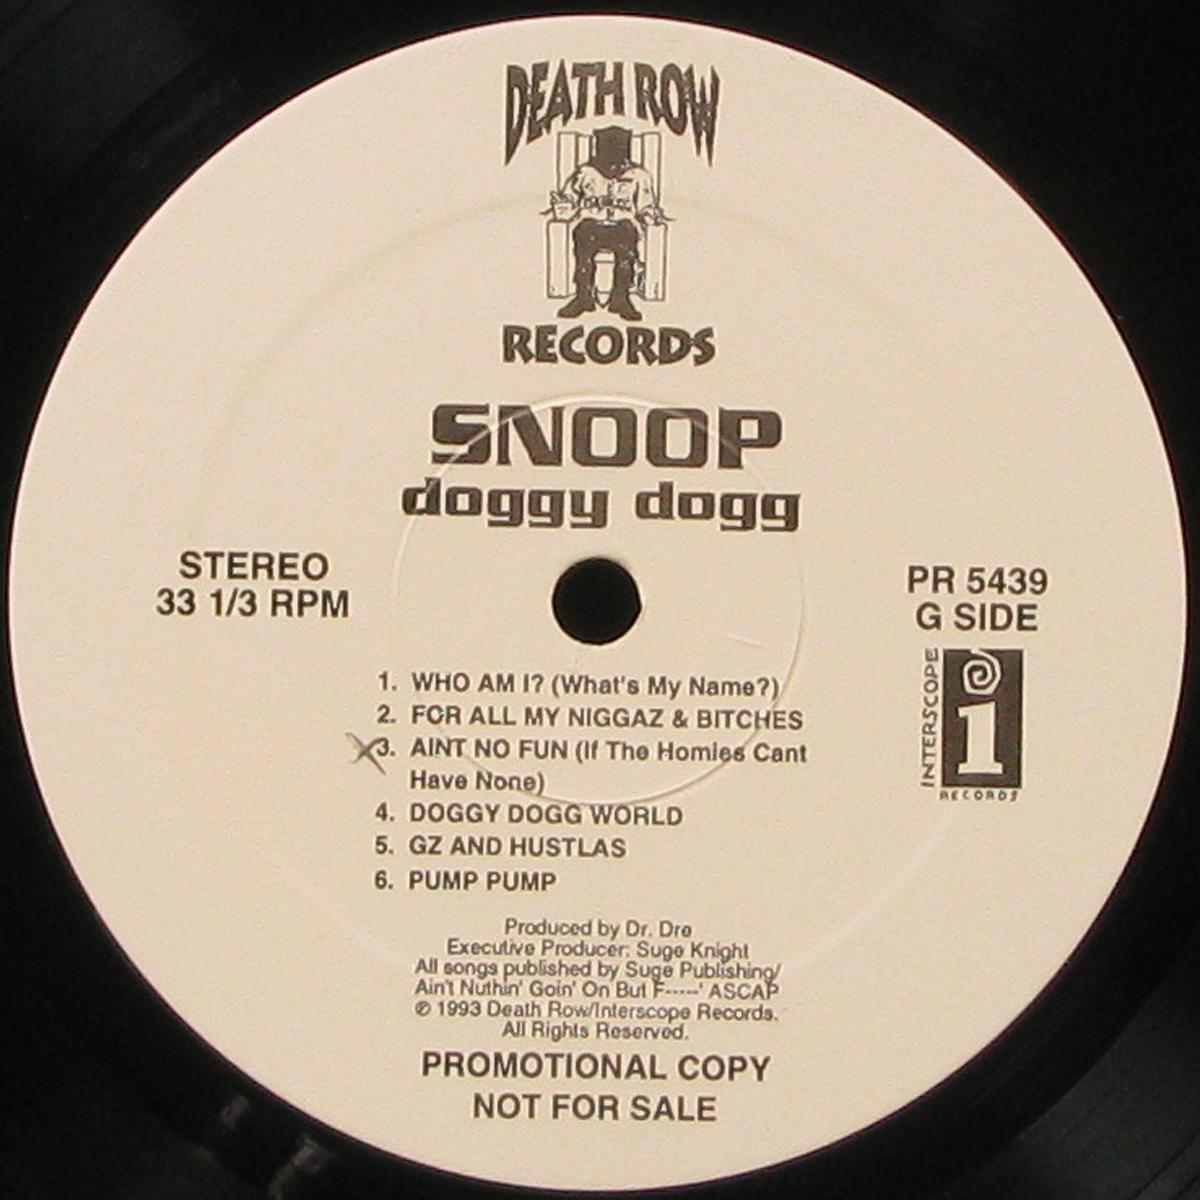 DEATH ROW
RECORDS
SNOOP
doggy dogg
STEREO
33 1/3 RPM
PR 5439
G SIDE
INTERSCOPE
i
RECORDS
1. WHO AM I? (What's My Name?)
2. FOR ALL MY NIGGAZ & BITCHES
X3. AINT NO FUN (If The Homies Cant
Have None)
4. DOGGY DOGG WORLD
5. GZ AND HUSTLAS
6. PUMP PUMP
Produced by Dr. Dre
Executive Producer: Suge Knight
All songs published by Suge Publishing/
Ain't Nuthin' Goin' On But F-----' ASCAP
℗ 1993 Death Row/Interscope Records.
All Rights Reserved.
PROMOTIONAL COPY
NOT FOR SALE